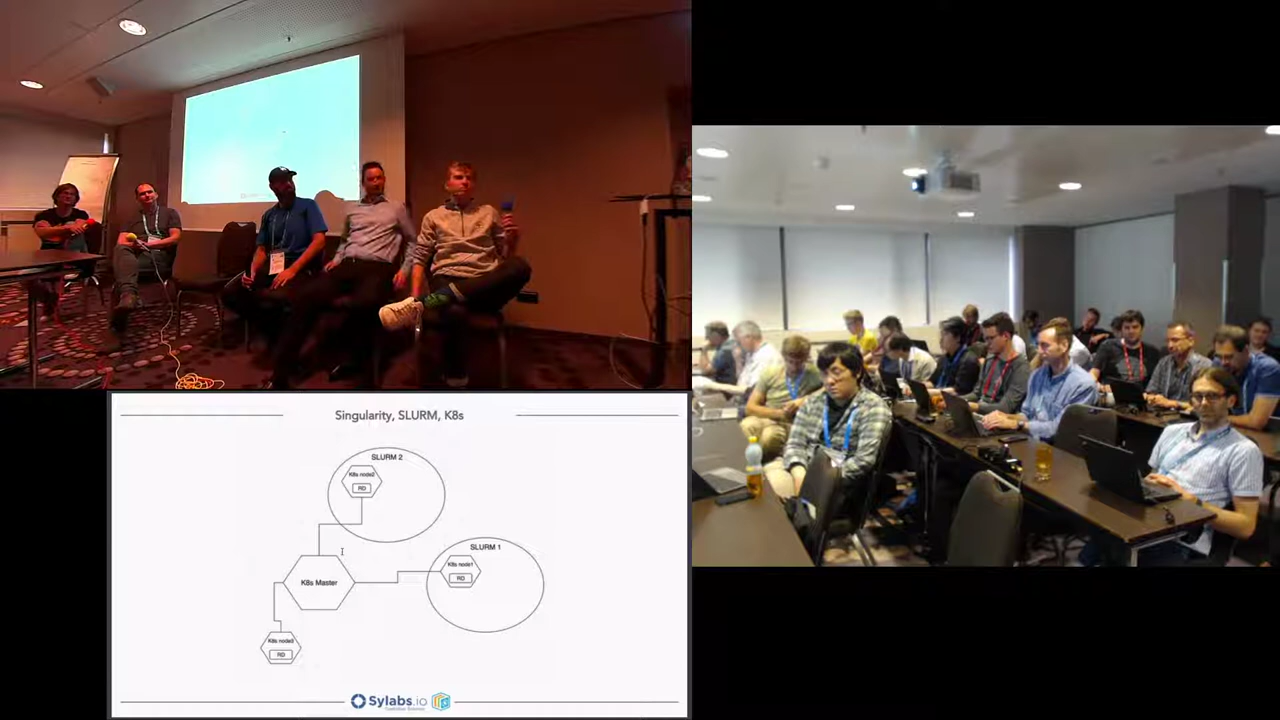 Singularity, SLURM, K8s
SLURM 2
K8s node2
RD
SLURM 1
K8s node1
RD
K8s Master
K8s node3
RD
Sylabs.io